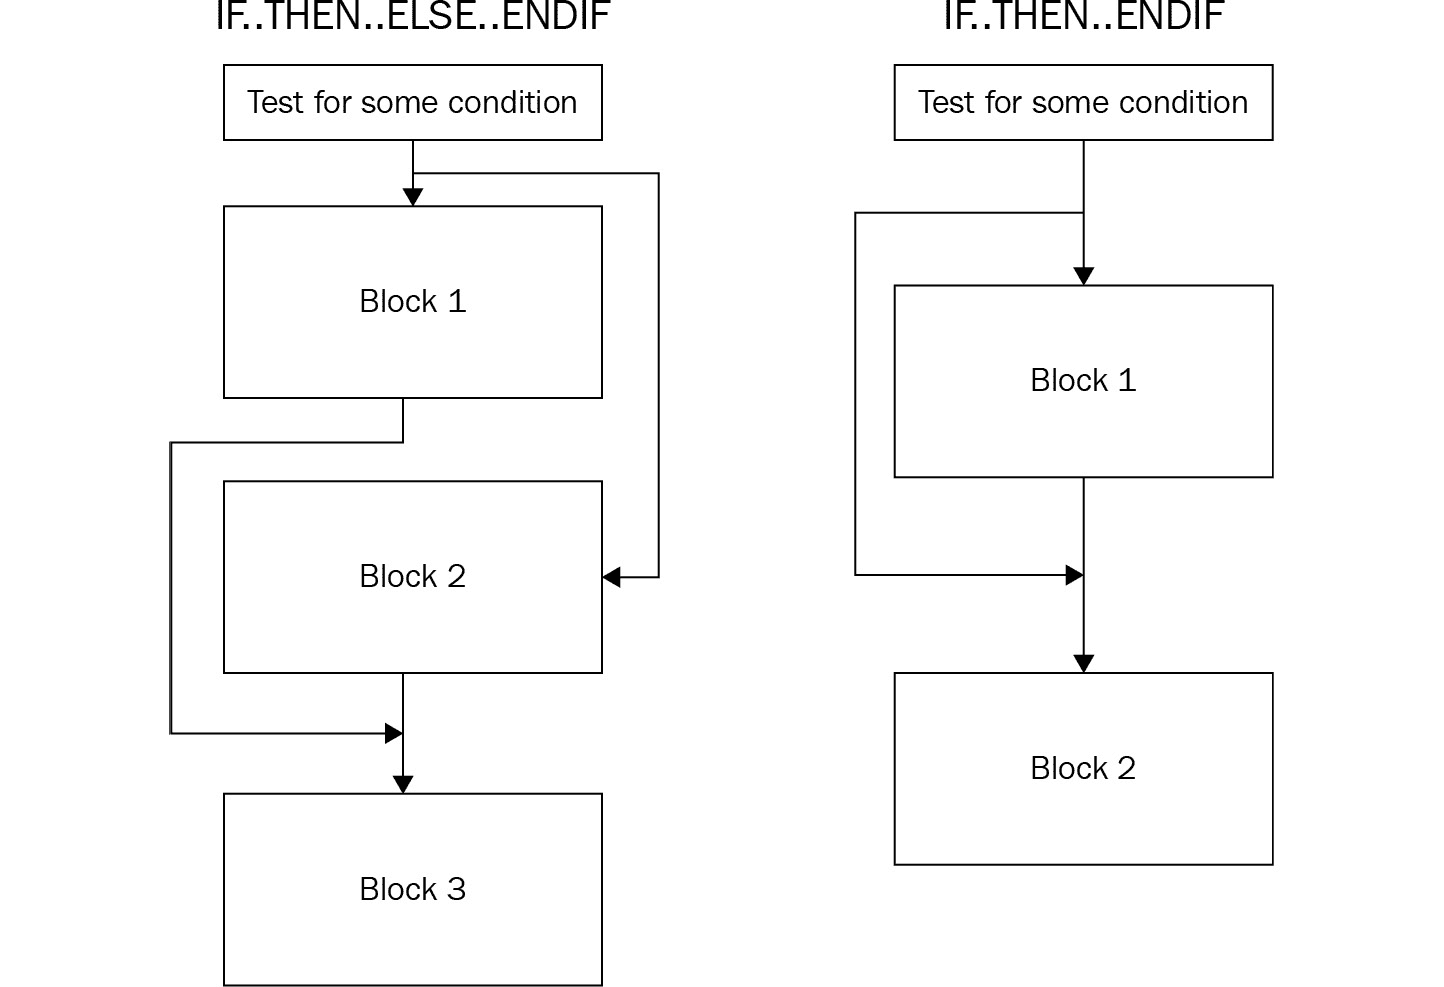 IF..THEN..ELSE..ENDIF
Test for some condition
Block 1
Block 2
Block 3
IF..THEN..ENDIF
Test for some condition
Block 1
Block 2